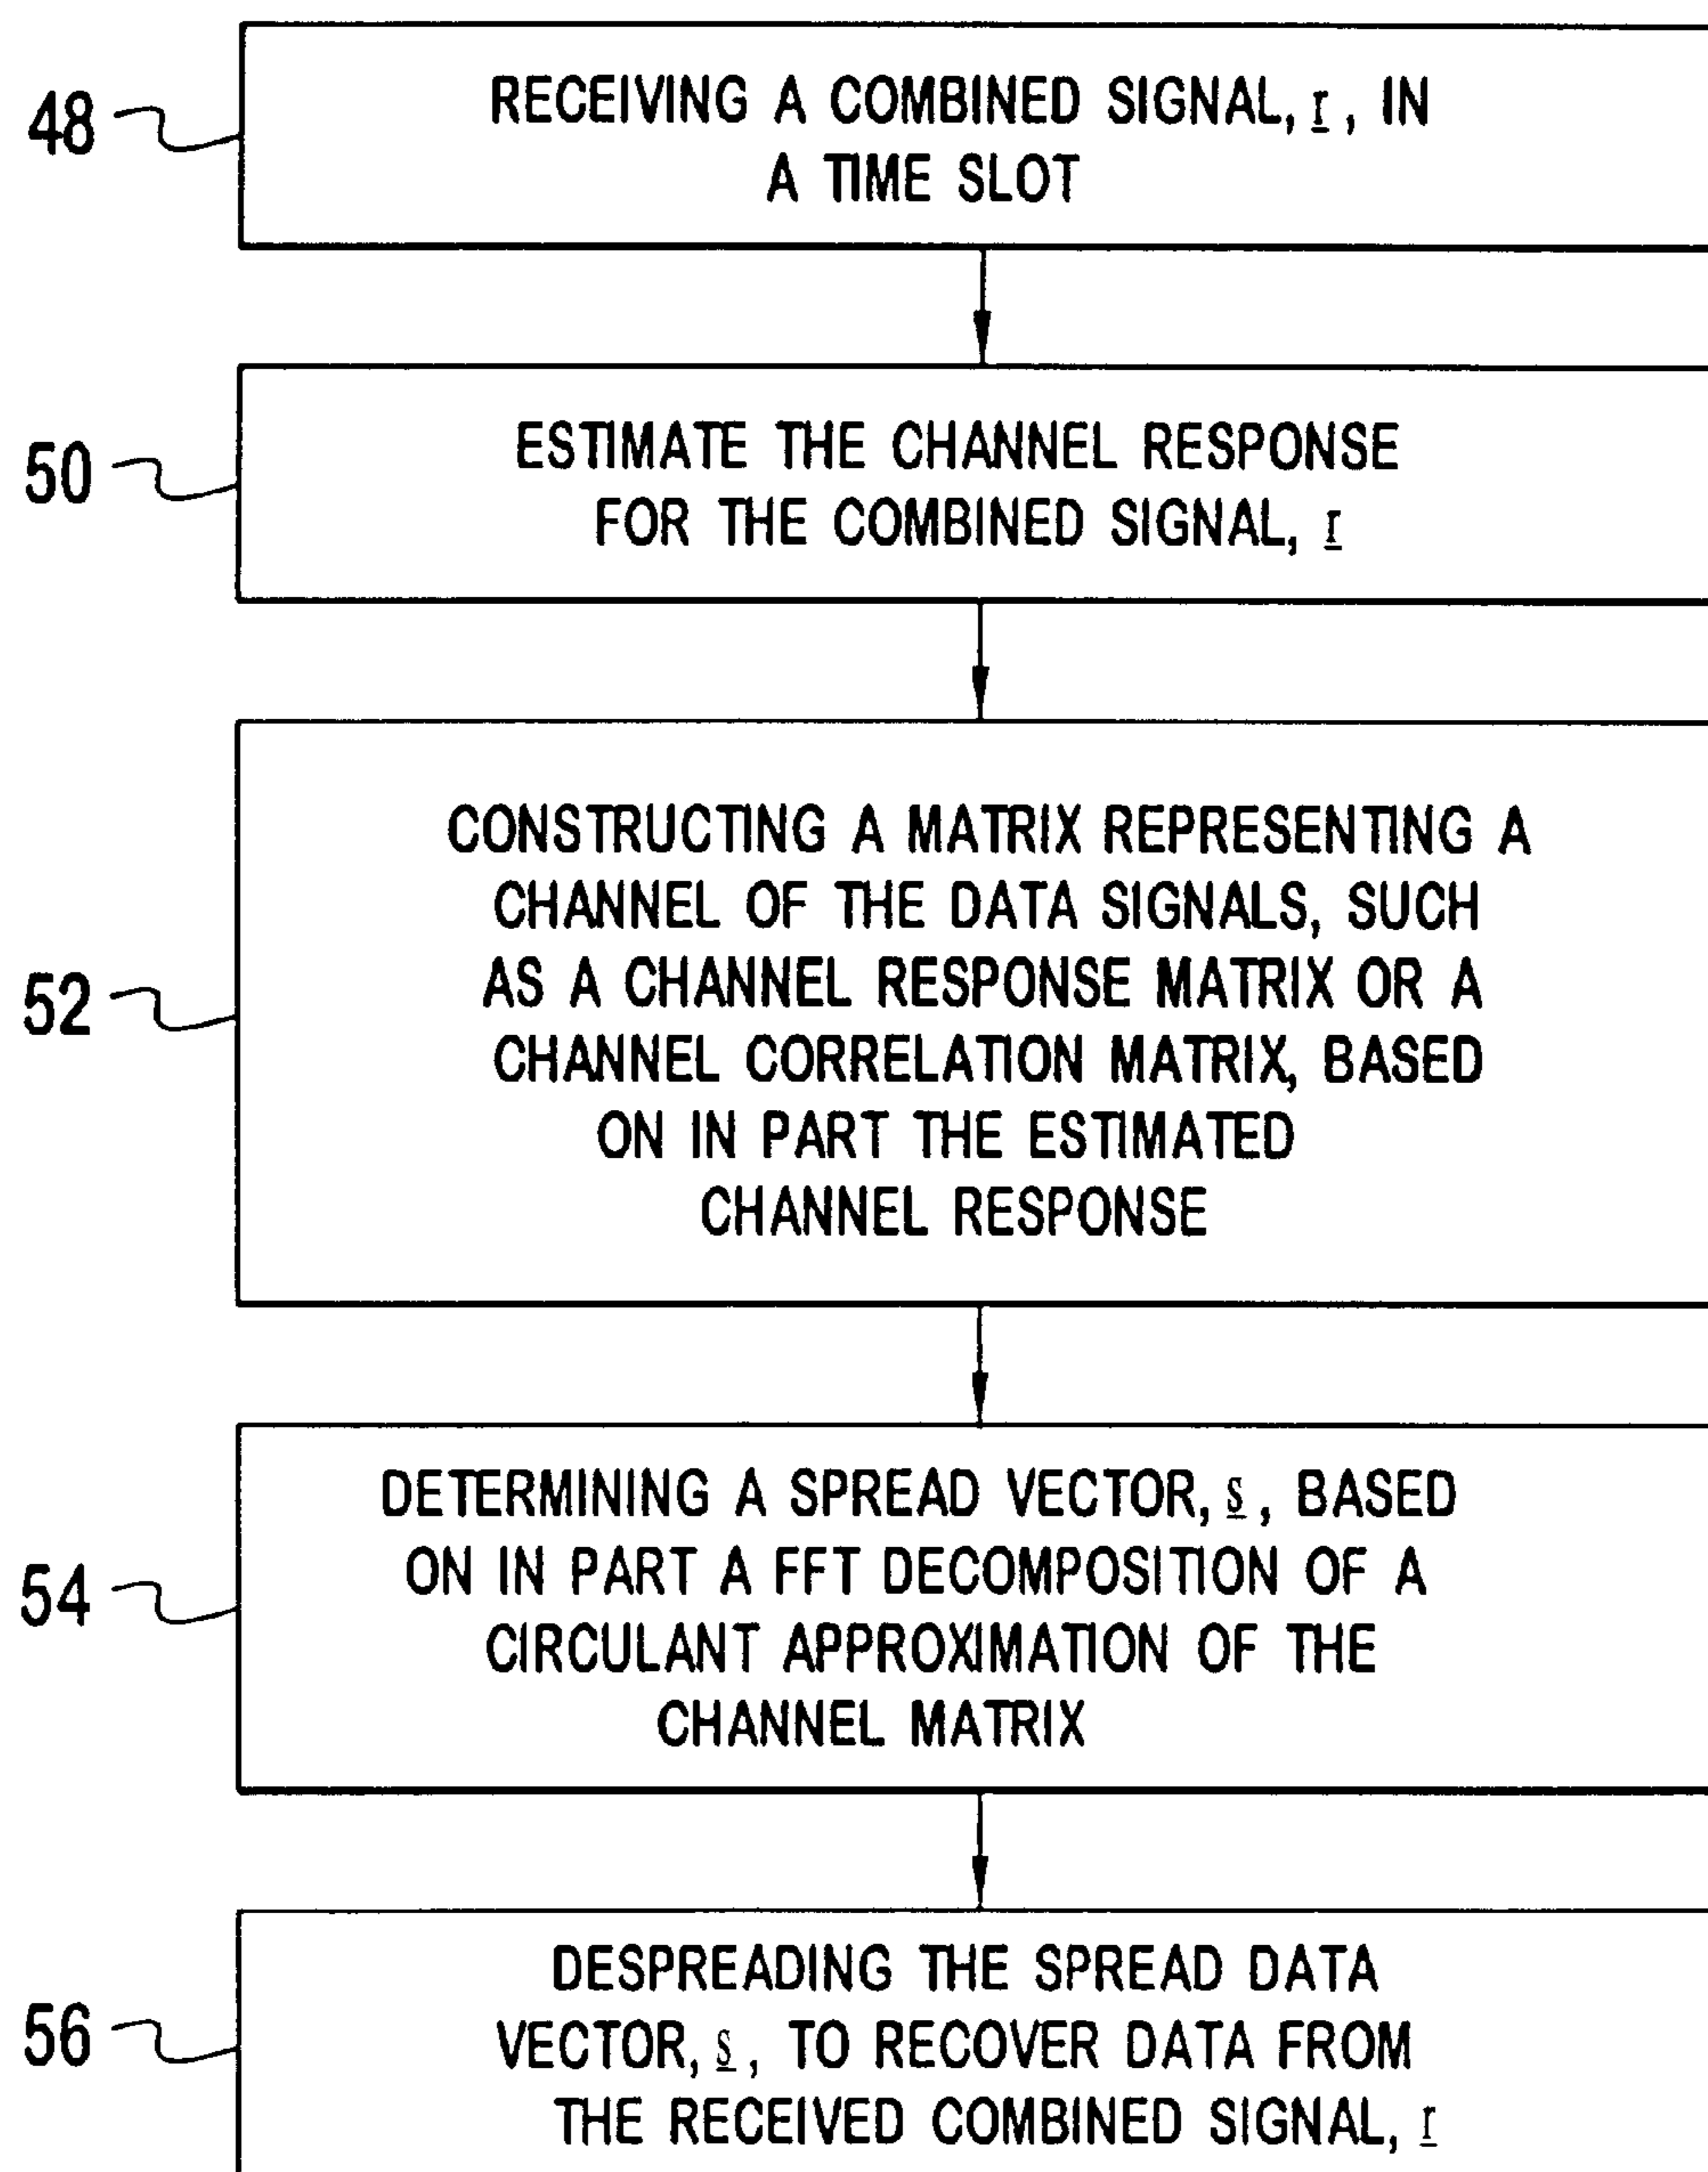 48
RECEIVING A COMBINED SIGNAL, r, IN
A TIME SLOT
50
ESTIMATE THE CHANNEL RESPONSE
FOR THE COMBINED SIGNAL, r
52
CONSTRUCTING A MATRIX REPRESENTING A
CHANNEL OF THE DATA SIGNALS, SUCH
AS A CHANNEL RESPONSE MATRIX OR A
CHANNEL CORRELATION MATRIX, BASED
ON IN PART THE ESTIMATED
CHANNEL RESPONSE
54
DETERMINING A SPREAD VECTOR, s, BASED
ON IN PART A FFT DECOMPOSITION OF A
CIRCULANT APPROXIMATION OF THE
CHANNEL MATRIX
56
DESPREADING THE SPREAD DATA
VECTOR, s, TO RECOVER DATA FROM
THE RECEIVED COMBINED SIGNAL, r